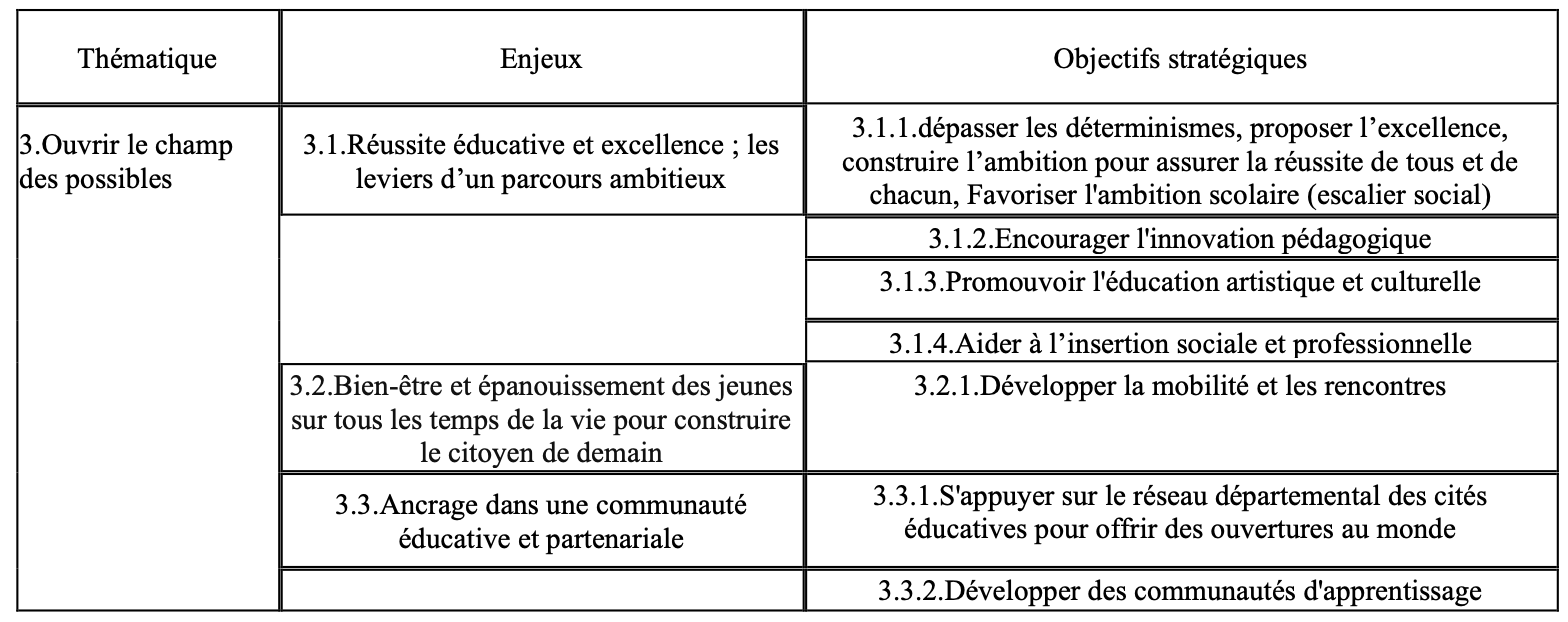 Thématique
Enjeux
Objectifs stratégiques
3.Ouvrir le champ
des possibles
3.1.Réussite éducative et excellence ; les
leviers d’un parcours ambitieux
3.1.1.dépasser les déterminismes, proposer l’excellence,
construire l’ambition pour assurer la réussite de tous et de
chacun, Favoriser l'ambition scolaire (escalier social)
3.1.2.Encourager l'innovation pédagogique
3.1.3.Promouvoir l'éducation artistique et culturelle
3.1.4.Aider à l’insertion sociale et professionnelle
3.2.Bien-être et épanouissement des jeunes
sur tous les temps de la vie pour construire
le citoyen de demain
3.2.1.Développer la mobilité et les rencontres
3.3.Ancrage dans une communauté
éducative et partenariale
3.3.1.S'appuyer sur le réseau départemental des cités
éducatives pour offrir des ouvertures au monde
3.3.2.Développer des communautés d'apprentissage